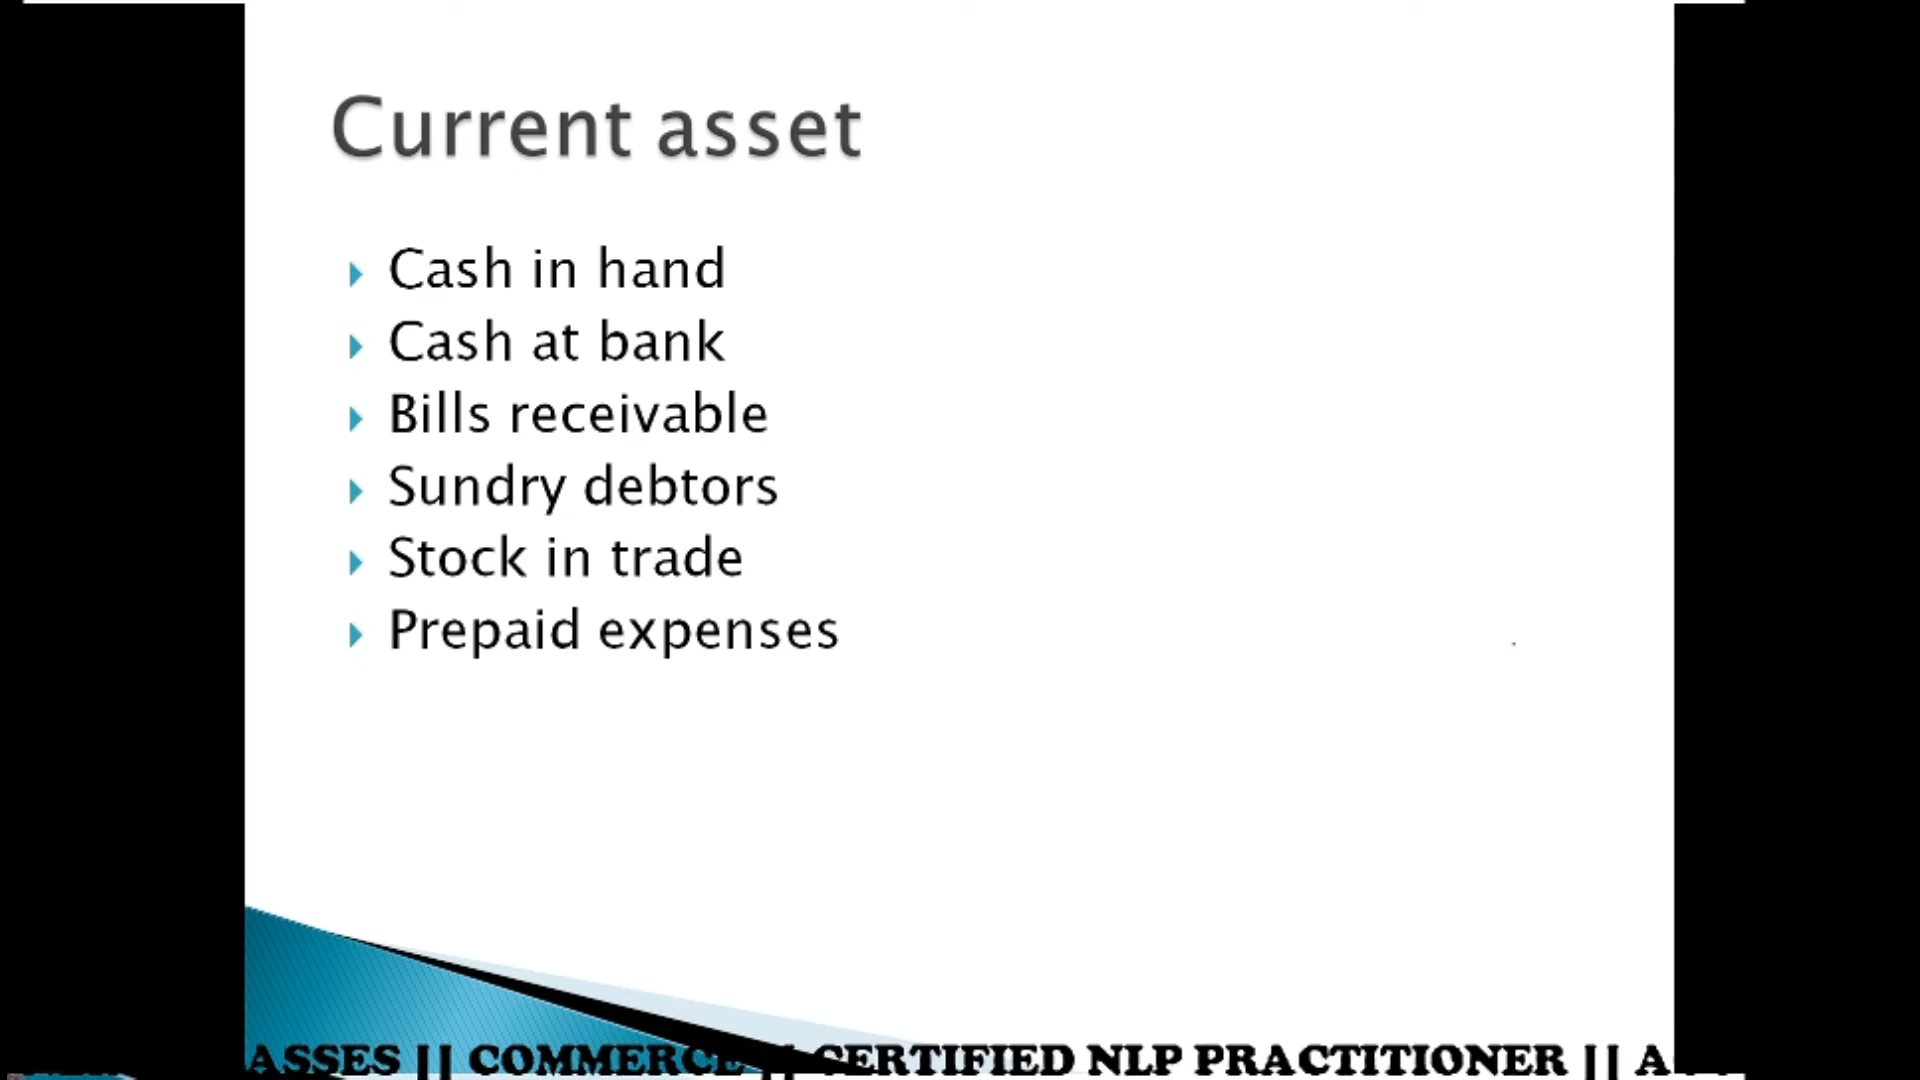 Current asset
Cash in hand
Cash at bank
Bills receivable
Sundry debtors
Stock in trade
Prepaid expenses
ASSES || COMMERCE || CERTIFIED NLP PRACTITIONER ||